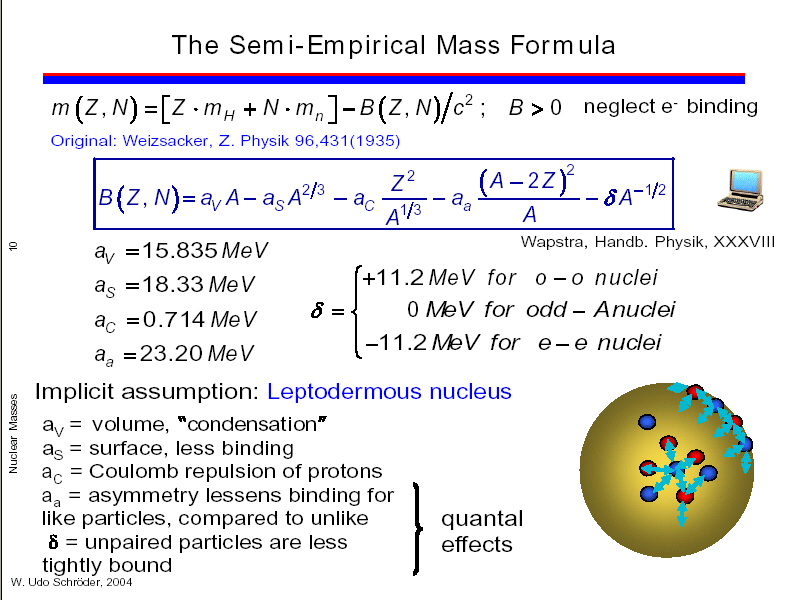 The Semi-Empirical Mass Formula
m (Z, N) = [Z · m_H + N · m_n] − B (Z, N)/c² ; B > 0 neglect e⁻ binding
Original: Weizsacker, Z. Physik 96,431(1935)
B (Z, N) = a_V A − a_S A^2/3 − a_C Z²/A^1/3 − a_a (A − 2Z)²/A − δ A^−1/2
Wapstra, Handb. Physik, XXXVIII
a_V = 15.835 MeV
a_S = 18.33 MeV
a_C = 0.714 MeV
a_a = 23.20 MeV
δ = {
+11.2 MeV for o – o nuclei
0 MeV for odd – Anuclei
−11.2 MeV for e – e nuclei
Implicit assumption: Leptodermous nucleus
a_V = volume, "condensation"
a_S = surface, less binding
a_C = Coulomb repulsion of protons
a_a = asymmetry lessens binding for
like particles, compared to unlike
δ = unpaired particles are less
tightly bound
quantal
effects
10
Nuclear Masses
W. Udo Schröder, 2004